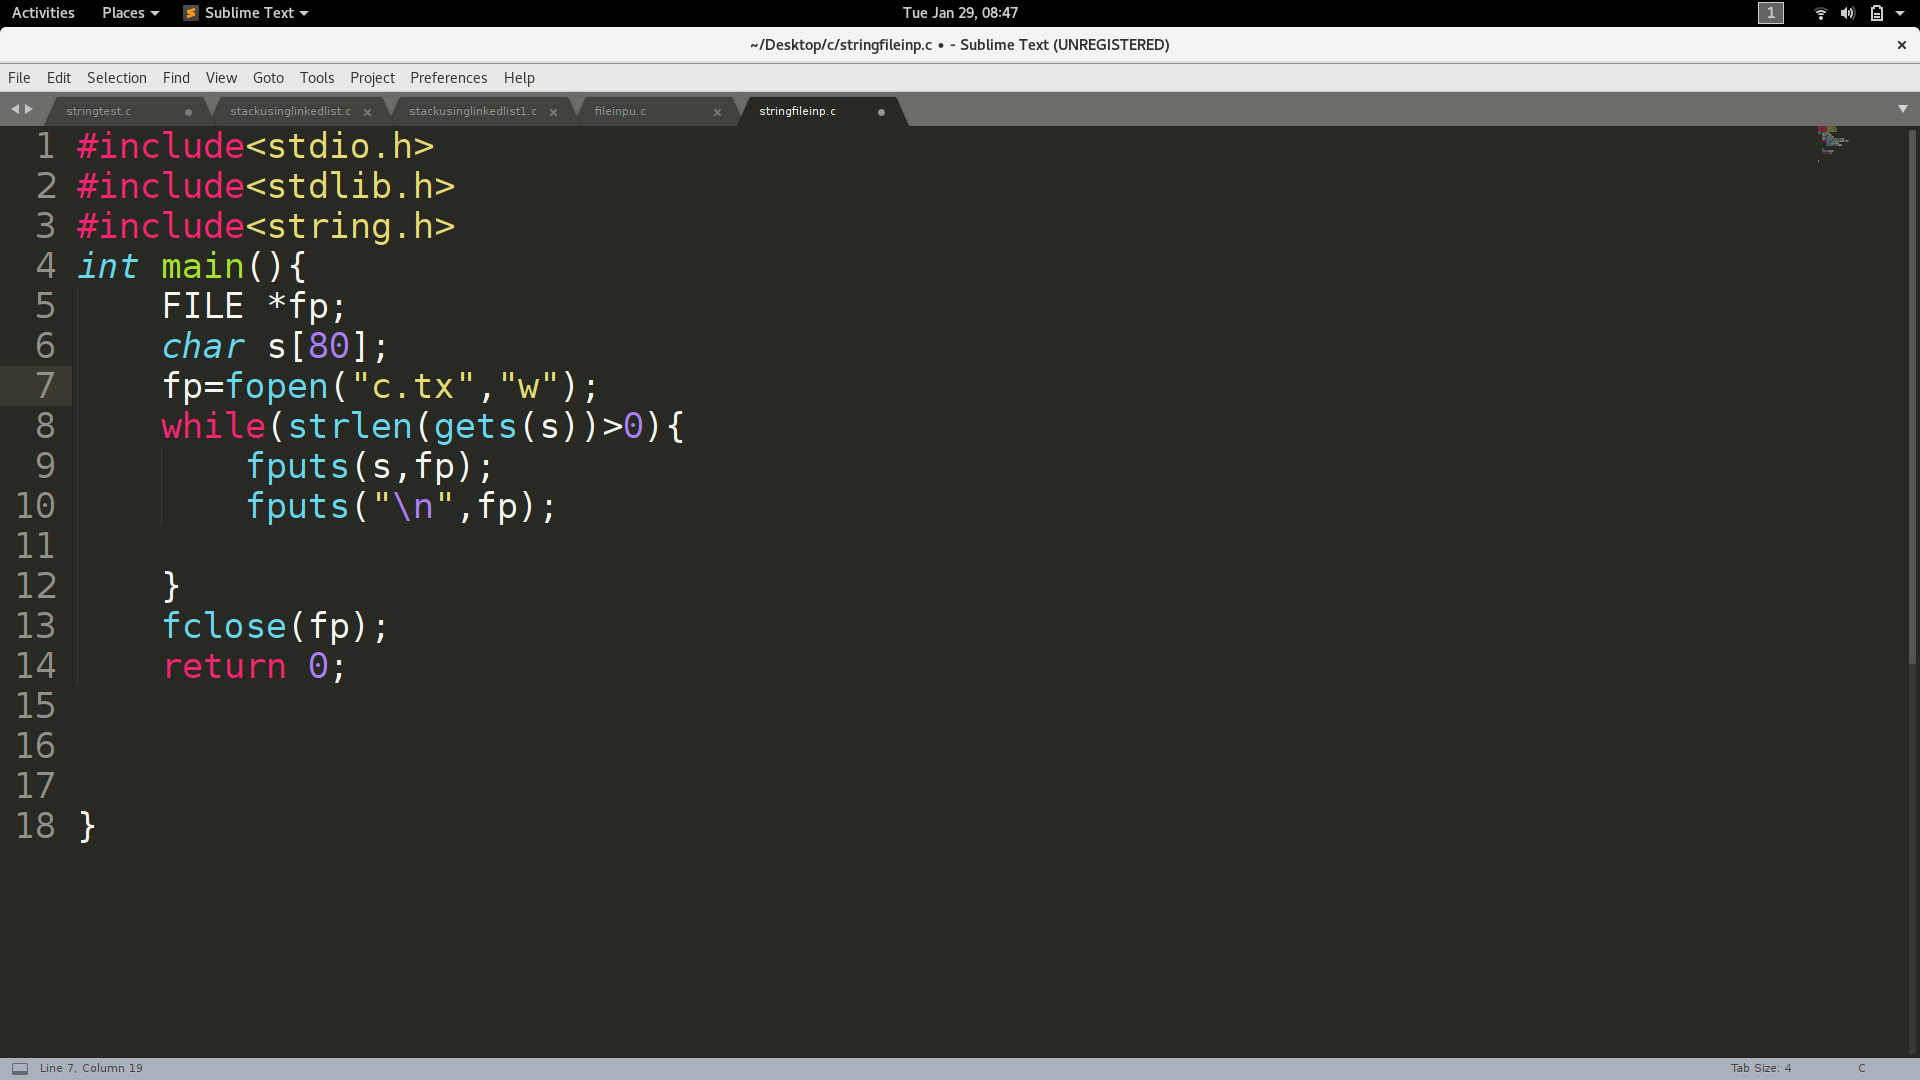 Activities Places Sublime Text Tue Jan 29, 08:47 1
~/Desktop/c/stringfileinp.c • - Sublime Text (UNREGISTERED)
File Edit Selection Find View Goto Tools Project Preferences Help
stringtest.c stackusinglinkedlist.c stackusinglinkedlist1.c fileinpu.c stringfileinp.c
1 #include<stdio.h>
2 #include<stdlib.h>
3 #include<string.h>
4 int main(){
5     FILE *fp;
6     char s[80];
7     fp=fopen("c.tx","w");
8     while(strlen(gets(s))>0){
9         fputs(s,fp);
10         fputs("\n",fp);
11
12     }
13     fclose(fp);
14     return 0;
15
16
17
18 }
Line 7, Column 19 Tab Size: 4 C